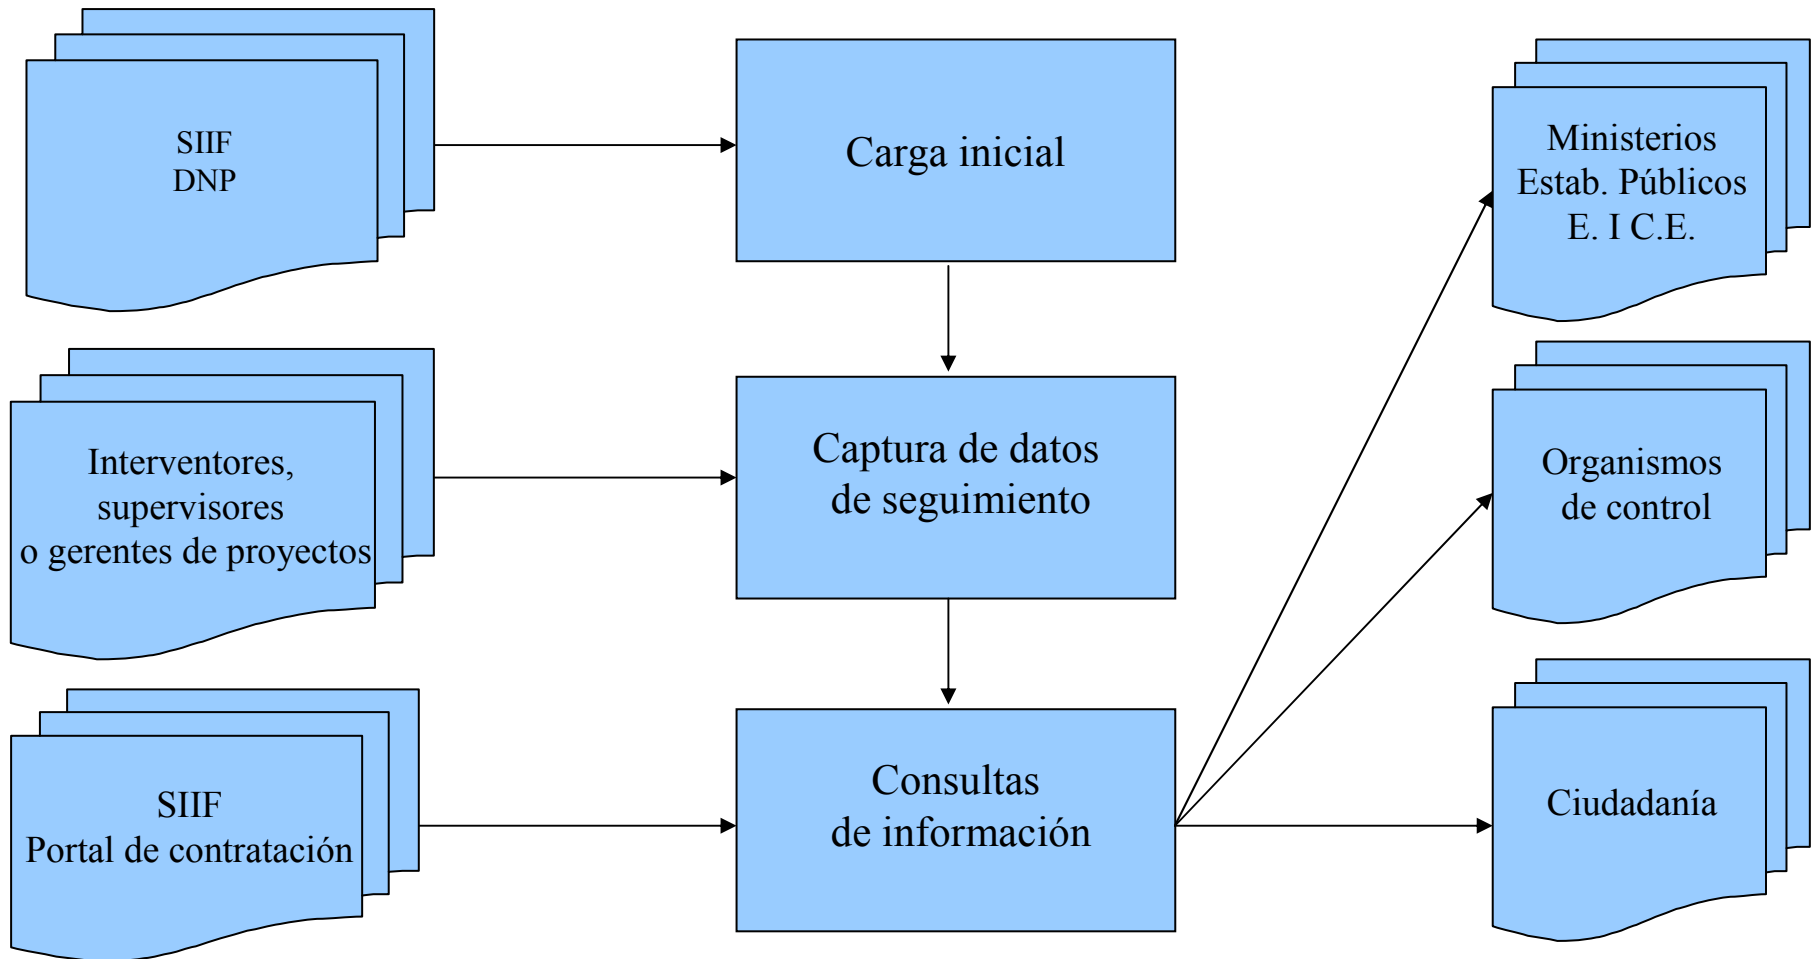 SIIF
DNP
Carga inicial
Ministerios
Estab. Públicos
E. I C.E.
Interventores,
supervisores
o gerentes de proyectos
Captura de datos
de seguimiento
Organismos
de control
SIIF
Portal de contratación
Consultas
de información
Ciudadanía